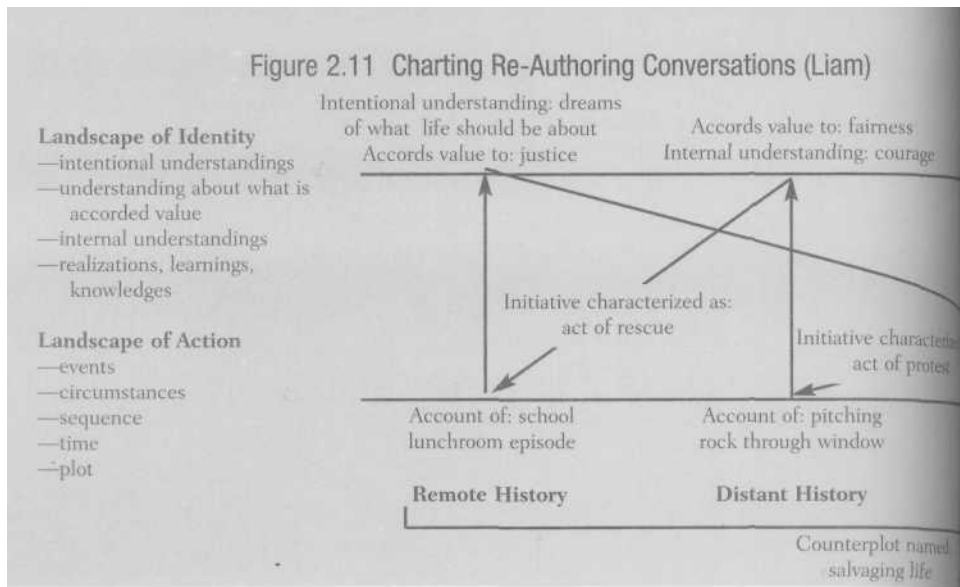 Figure 2.11 Charting Re-Authoring Conversations (Liam)
Intentional understanding: dreams
of what life should be about
Accords value to: justice
Accords value to: fairness
Internal understanding: courage
Landscape of Identity
—intentional understandings
—understanding about what is
accorded value
—internal understandings
—realizations, learnings,
knowledges
Initiative characterized as:
act of rescue
Initiative
act of protest
Landscape of Action
—events
—circumstances
—sequence
—time
—plot
Account of: school
lunchroom episode
Account of: pitching
rock through window
Remote History
Distant History
Counterplot named
salvaging life